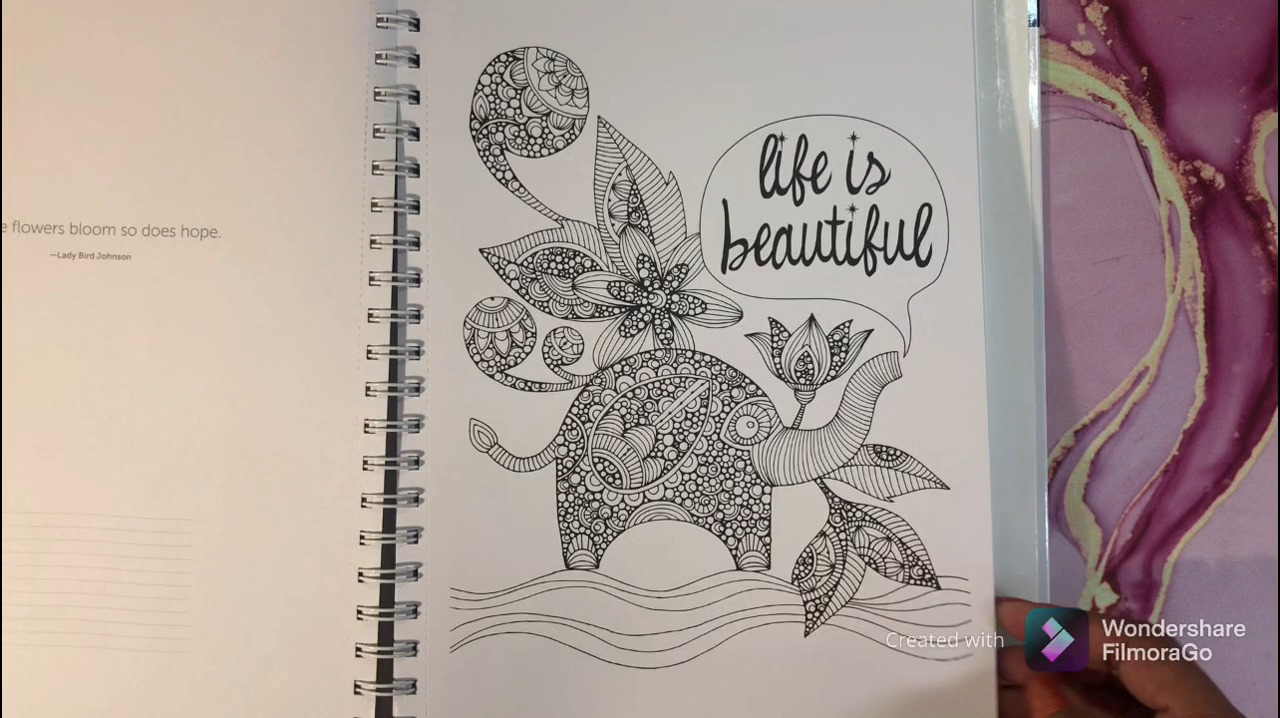 e flowers bloom so does hope.
—Lady Bird Johnson
life is
beautiful
Created with
Wondershare
FilmoraGo